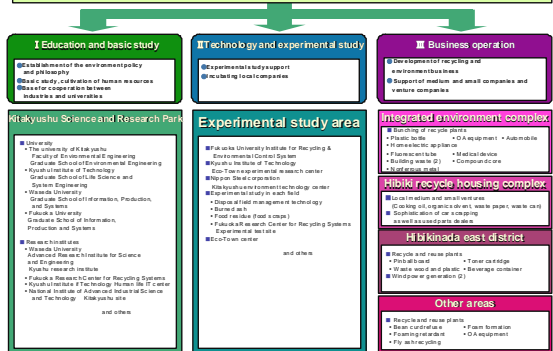 I Education and basic study
Establishment of the environment policy
and philosophy
Basic study, cultivation of human resources
Base for cooperation between
industries and universities
II Technology and experimental study
Experimental study support
Incubating local companies
III Business operation
Development of recycling and
environment business
Support of medium and small companies and
venture companies
Kitakyushu Science and Research Park
University
• The university of Kitakyushu
Faculty of Environmental Engineering
Graduate School of Environmental Engineering
• Kyushu Institute of Technology
Graduate School of Life Science and
System Engineering
• Waseda University
Graduate School of Information, Production,
and Systems
• Fukuoka University
Graduate School of Information,
Production and Systems
Research institutes
• Waseda University
Advanced Research Institute for Science
and Engineering
Kyushu research institute
• Fukuoka Research Center for Recycling Systems
• Kyushu Institute of Technology Human life IT center
• National Institute of Advanced Industrial Science
and Technology Kitakyushu site
and others
Experimental study area
Fukuoka University Institute for Recycling &
Environmental Control System
Kyushu Institute of Technology
Eco-Town experimental research center
Nippon Steel corporation
Kitakyushu environment technology center
Experimental study in each field
• Disposal field management technology
• Burned ash
• Food residue (food scraps)
• Fukuoka Research Center for Recycling Systems
Experimental test site
Eco-Town center
and others
Integrated environment complex
Bunching of recycle plants
• Plastic bottle • OA equipment • Automobile
• Home electric appliance
• Fluorescent tube • Medical device
• Building waste (2) • Compound core
• Nonferrous metal
Hibiki recycle housing complex
Local medium and small ventures
(Cooking oil, organic solvent, waste paper, waste can)
Sophistication of car scrapping
as well as used parts dealers
Hibikinada east district
Recycle and reuse plants
• Pinball board • Toner cartridge
• Waste wood and plastic • Beverage container
Wind power generation (2)
Other areas
Recycle and reuse plants
• Bean curd refuse • Foam formation
• Foaming retardant • OA equipment
• Fly ash recycling